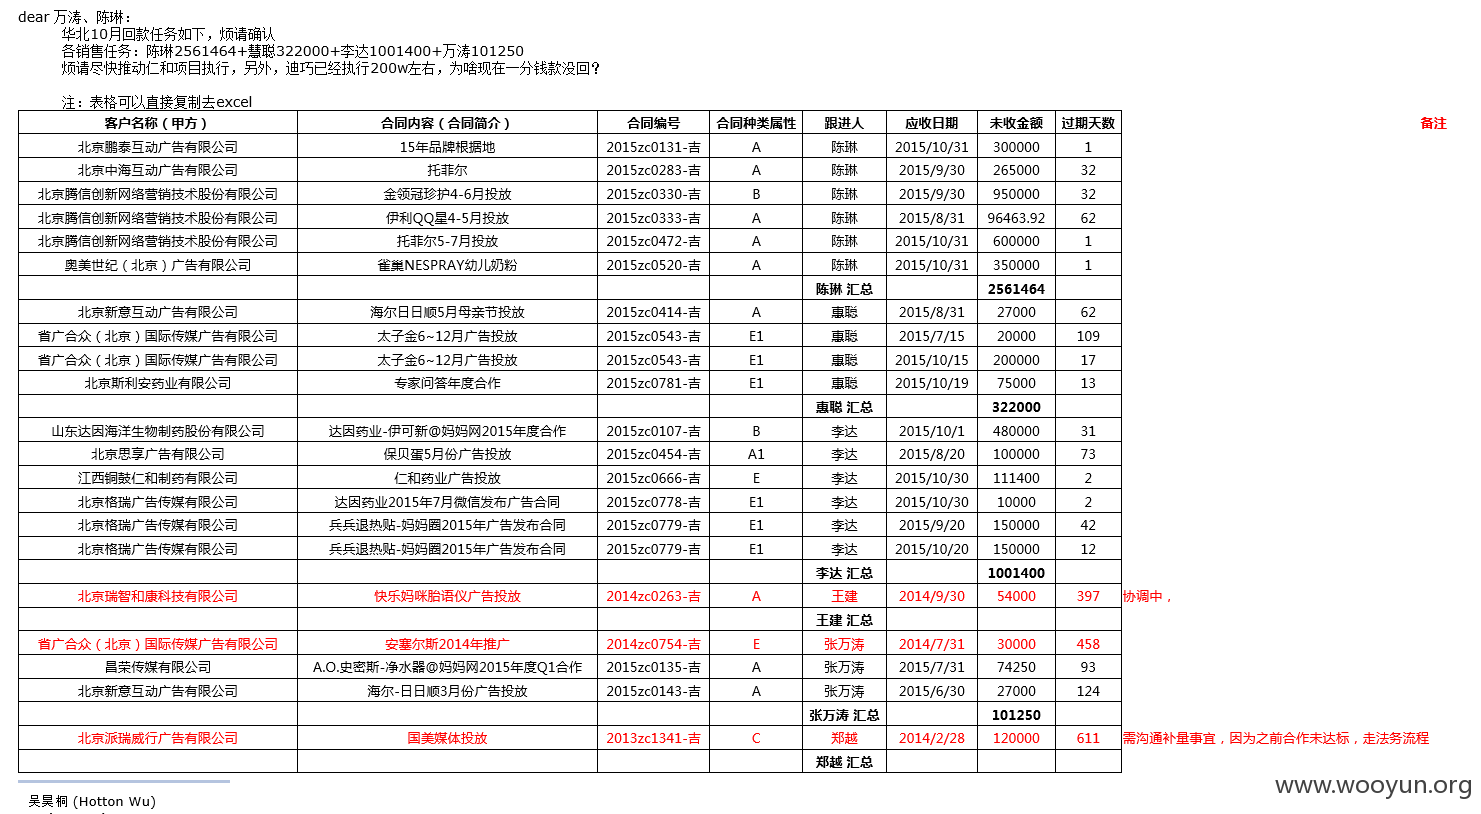 dear 万涛、陈琳：
华北10月回款任务如下，烦请确认
各销售任务：陈琳2561464+慧聪322000+李达1001400+万涛101250
烦请尽快推动仁和项目执行，另外，迪巧已经执行200w左右，为啥现在一分钱款没回？
注：表格可以直接复制去excel
客户名称（甲方） 合同内容（合同简介） 合同编号 合同种类属性 跟进人 应收日期 未收金额 过期天数 备注
北京鹏泰互动广告有限公司 15年品牌根据地 2015zc0131-吉 A 陈琳 2015/10/31 300000 1
北京中海互动广告有限公司 托菲尔 2015zc0283-吉 A 陈琳 2015/9/30 265000 32
北京腾信创新网络营销技术股份有限公司 金领冠珍护4-6月投放 2015zc0330-吉 B 陈琳 2015/9/30 950000 32
北京腾信创新网络营销技术股份有限公司 伊利QQ星4-5月投放 2015zc0333-吉 A 陈琳 2015/8/31 96463.92 62
北京腾信创新网络营销技术股份有限公司 托菲尔5-7月投放 2015zc0472-吉 A 陈琳 2015/10/31 600000 1
奥美世纪（北京）广告有限公司 雀巢NESPRAY幼儿奶粉 2015zc0520-吉 A 陈琳 2015/10/31 350000 1
陈琳 汇总 2561464
北京新意互动广告有限公司 海尔日日顺5月母亲节投放 2015zc0414-吉 A 惠聪 2015/8/31 27000 62
省广合众（北京）国际传媒广告有限公司 太子金6~12月广告投放 2015zc0543-吉 E1 惠聪 2015/7/15 20000 109
省广合众（北京）国际传媒广告有限公司 太子金6~12月广告投放 2015zc0543-吉 E1 惠聪 2015/10/15 200000 17
北京斯利安药业有限公司 专家问答年度合作 2015zc0781-吉 E1 惠聪 2015/10/19 75000 13
惠聪 汇总 322000
山东达因海洋生物制药股份有限公司 达因药业-伊可新@妈妈网2015年度合作 2015zc0107-吉 B 李达 2015/10/1 480000 31
北京思享广告有限公司 保贝蛋5月份广告投放 2015zc0454-吉 A1 李达 2015/8/20 100000 73
江西铜鼓仁和制药有限公司 仁和药业广告投放 2015zc0666-吉 E 李达 2015/10/30 111400 2
北京格瑞广告传媒有限公司 达因药业2015年7月微信发布广告合同 2015zc0778-吉 E1 李达 2015/10/30 10000 2
北京格瑞广告传媒有限公司 兵兵退热贴-妈妈圈2015年广告发布合同 2015zc0779-吉 E1 李达 2015/9/20 150000 42
北京格瑞广告传媒有限公司 兵兵退热贴-妈妈圈2015年广告发布合同 2015zc0779-吉 E1 李达 2015/10/20 150000 12
李达 汇总 1001400
北京瑞智和康科技有限公司 快乐妈咪胎语仪广告投放 2014zc0263-吉 A 王建 2014/9/30 54000 397 协调中，
王建 汇总
省广合众（北京）国际传媒广告有限公司 安塞尔斯2014年推广 2014zc0754-吉 E 张万涛 2014/7/31 30000 458
昌荣传媒有限公司 A.O.史密斯-净水器@妈妈网2015年度Q1合作 2015zc0135-吉 A 张万涛 2015/7/31 74250 93
北京新意互动广告有限公司 海尔-日日顺3月份广告投放 2015zc0143-吉 A 张万涛 2015/6/30 27000 124
张万涛 汇总 101250
北京派瑞威行广告有限公司 国美媒体投放 2013zc1341-吉 C 郑越 2014/2/28 120000 611 需沟通补量事宜，因为之前合作未达标，走法务流程
郑越 汇总
www.wooyun.org
吴昊桐 (Hotton Wu)